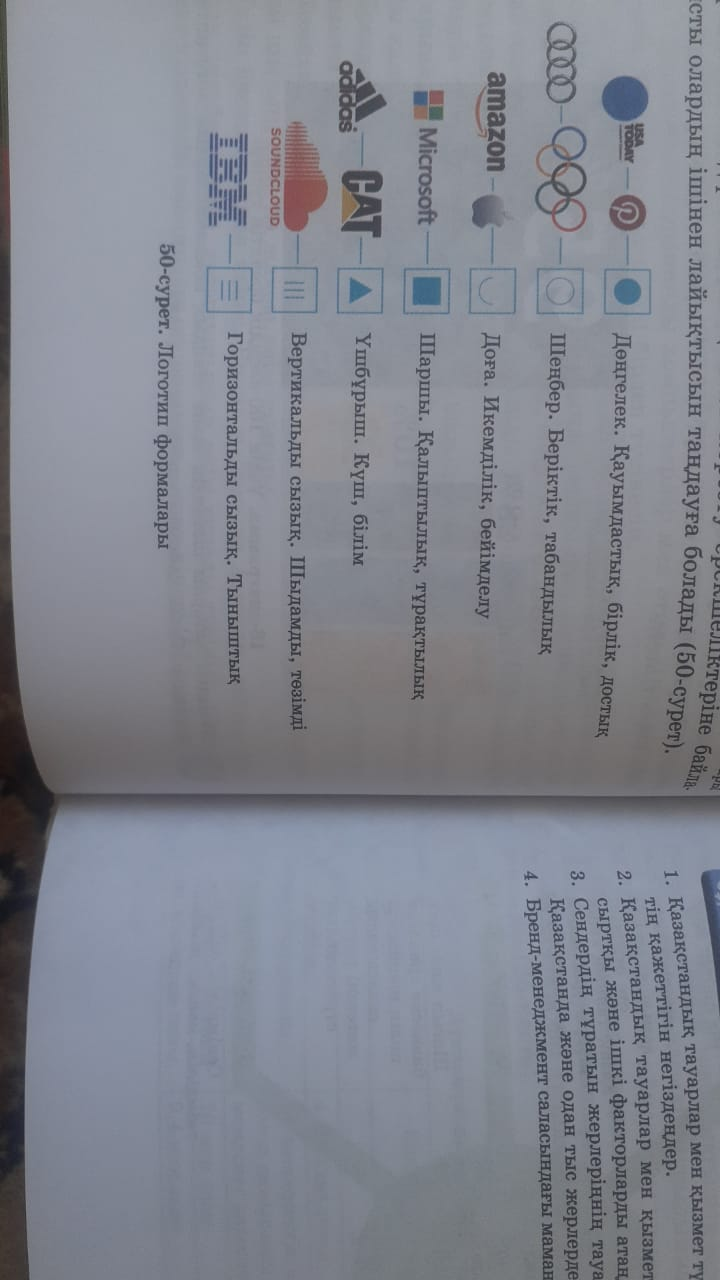 сты олардың ішінен лайықтысын таңдауға болады (50-сурет).
USA TODAY
Дөңгелек. Қауымдастық, бірлік, достық
Шеңбер. Беріктік, табандылық
amazon
Доға. Икемділік, бейімделу
Microsoft
Шаршы. Қалыптылық, тұрақтылық
adidas CAT
Үшбұрыш. Күш, білім
SOUNDCLOUD
Вертикальды сызық. Шыдамды, төзімді
IBM
Горизонтальды сызық. Тыныштық
50-сурет. Логотип формалары
1. Қазақстандық тауарлар мен қызмет тү
тің қажеттігін негіздеңдер.
2. Қазақстандық тауарлар мен қызмет
сыртқы және ішкі факторларды атаң
3. Сендердің тұратын жерлеріңнің тауа
Қазақстанда және одан тыс жерлерде
4. Бренд-менеджмент саласындағы маман